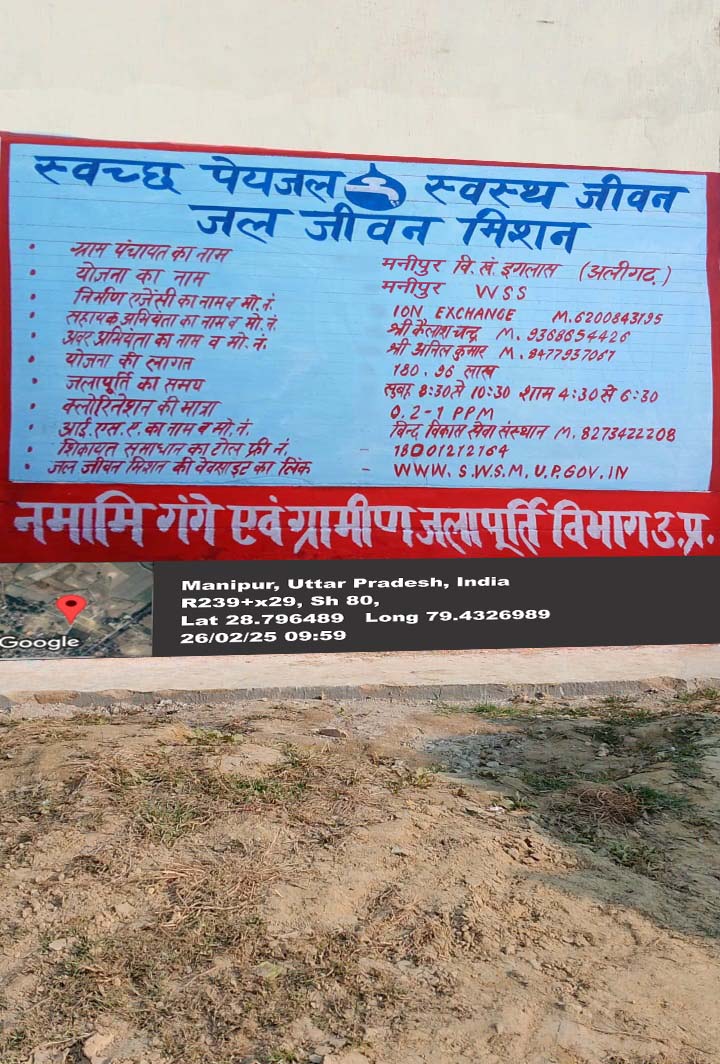 स्वच्छ पेयजल स्वस्थ जीवन
जल जीवन मिशन
• ग्राम पंचायत का नाम मनीपुर वि.खं. इगलास (अलीगढ़)
• योजना का नाम मनीपुर WSS
• निर्माण एजेंसी का नाम व मो.नं. ION EXCHANGE M.6200843195
• सहायक अभियंता का नाम व मो.नं. श्री कैलाश चन्द्र M. 9368654426
• अवर अभियंता का नाम व मो.नं. श्री अनिल कुमार M. 8477937067
• योजना की लागत 180.96 लाख
• जलापूर्ति का समय सुबह 8:30 से 10:30 शाम 4:30 से 6:30
• क्लोरिनेशन की मात्रा 0.2-1 PPM
• आई.एस.ए. का नाम व मो.नं. विन्द विकास सेवा संस्थान M. 8273422208
• शिकायत समाधान का टोल फ्री नं. - 18001212164
• जल जीवन मिशन की वेवसाइट का लिंक - WWW.SWSM.UP.GOV.IN
नमामि गंगे एवं ग्रामीण जलापूर्ति विभाग उ.प्र.
Google
Manipur, Uttar Pradesh, India
R239+x29, Sh 80,
Lat 28.796489 Long 79.4326989
26/02/25 09:59